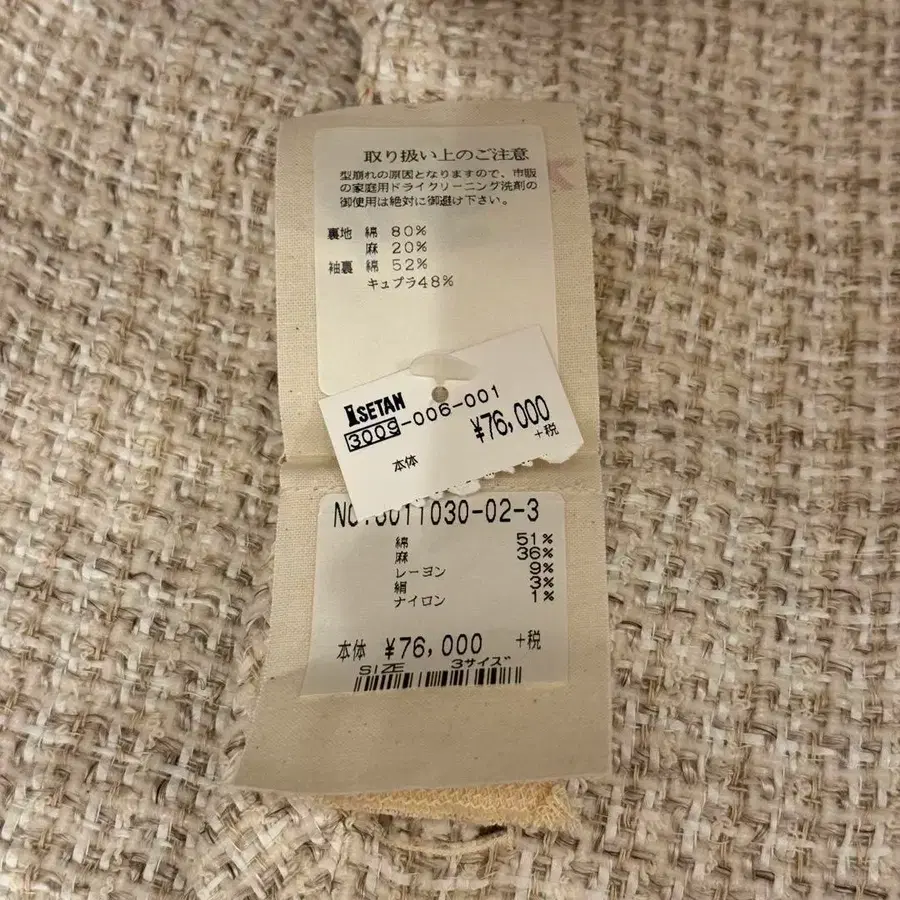 取り扱い上のご注意
型崩れの原因となりますので、市販
の家庭用ドライクリーニング洗剤の
御使用は絶対に御避け下さい。
裏地 綿 80%
麻 20%
袖裏 綿 52%
キュプラ48%
ISETAN
3009-006-001
¥76,000
本体 +税
11030-02-3
綿 51%
麻 36%
レーヨン 9%
絹 3%
ナイロン 1%
本体 ¥76,000 +税
SIZE 3サイズ